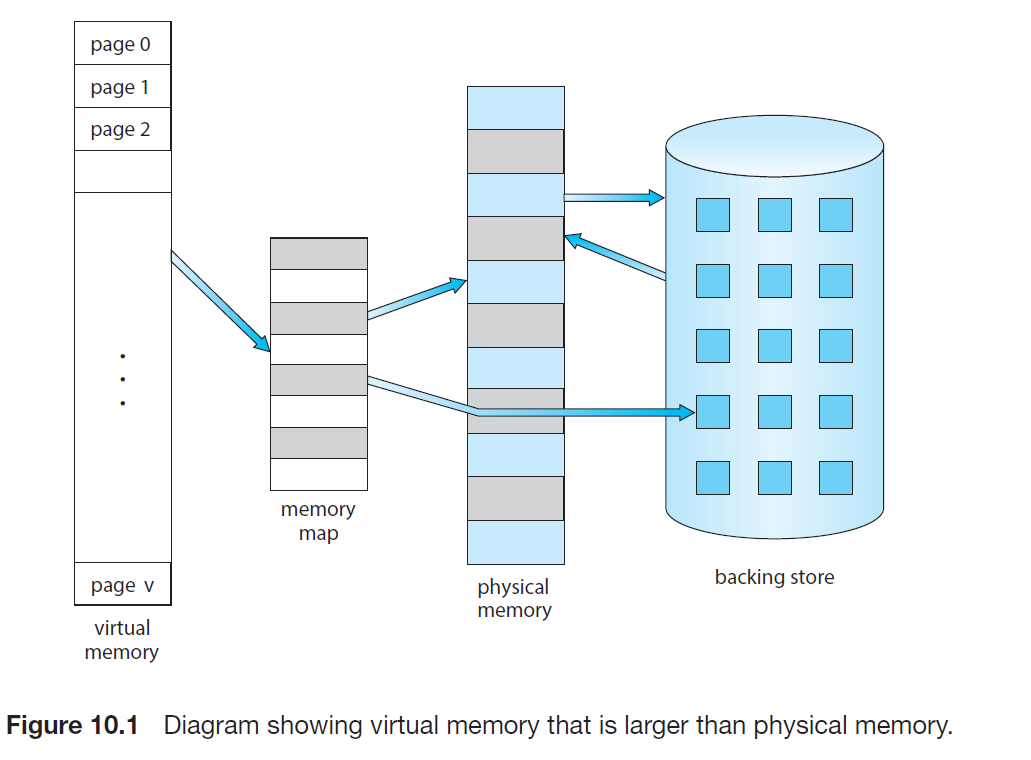 page 0
page 1
page 2
.
.
.
page v
virtual
memory
memory
map
physical
memory
backing store
Figure 10.1 Diagram showing virtual memory that is larger than physical memory.